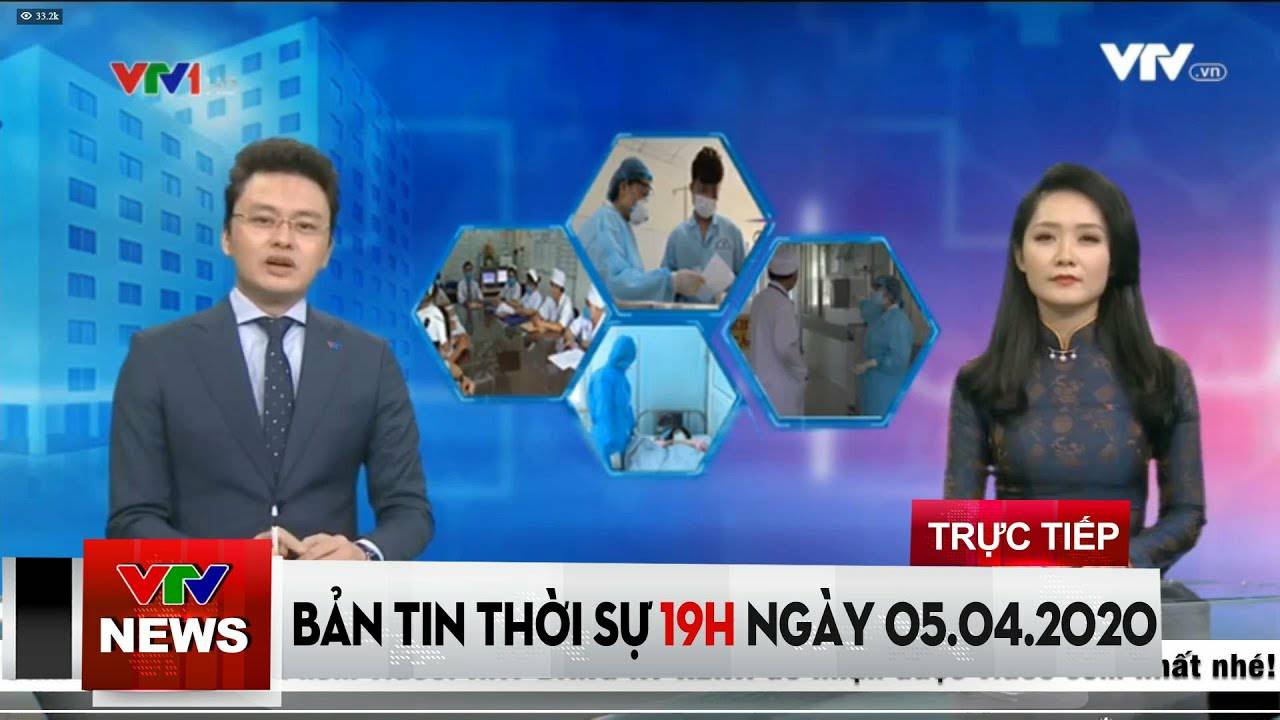 33.2k
VTV1
VTV.vn
TRỰC TIẾP
VTV
NEWS
BẢN TIN THỜI SỰ 19H NGÀY 05.04.2020
nhất nhé!